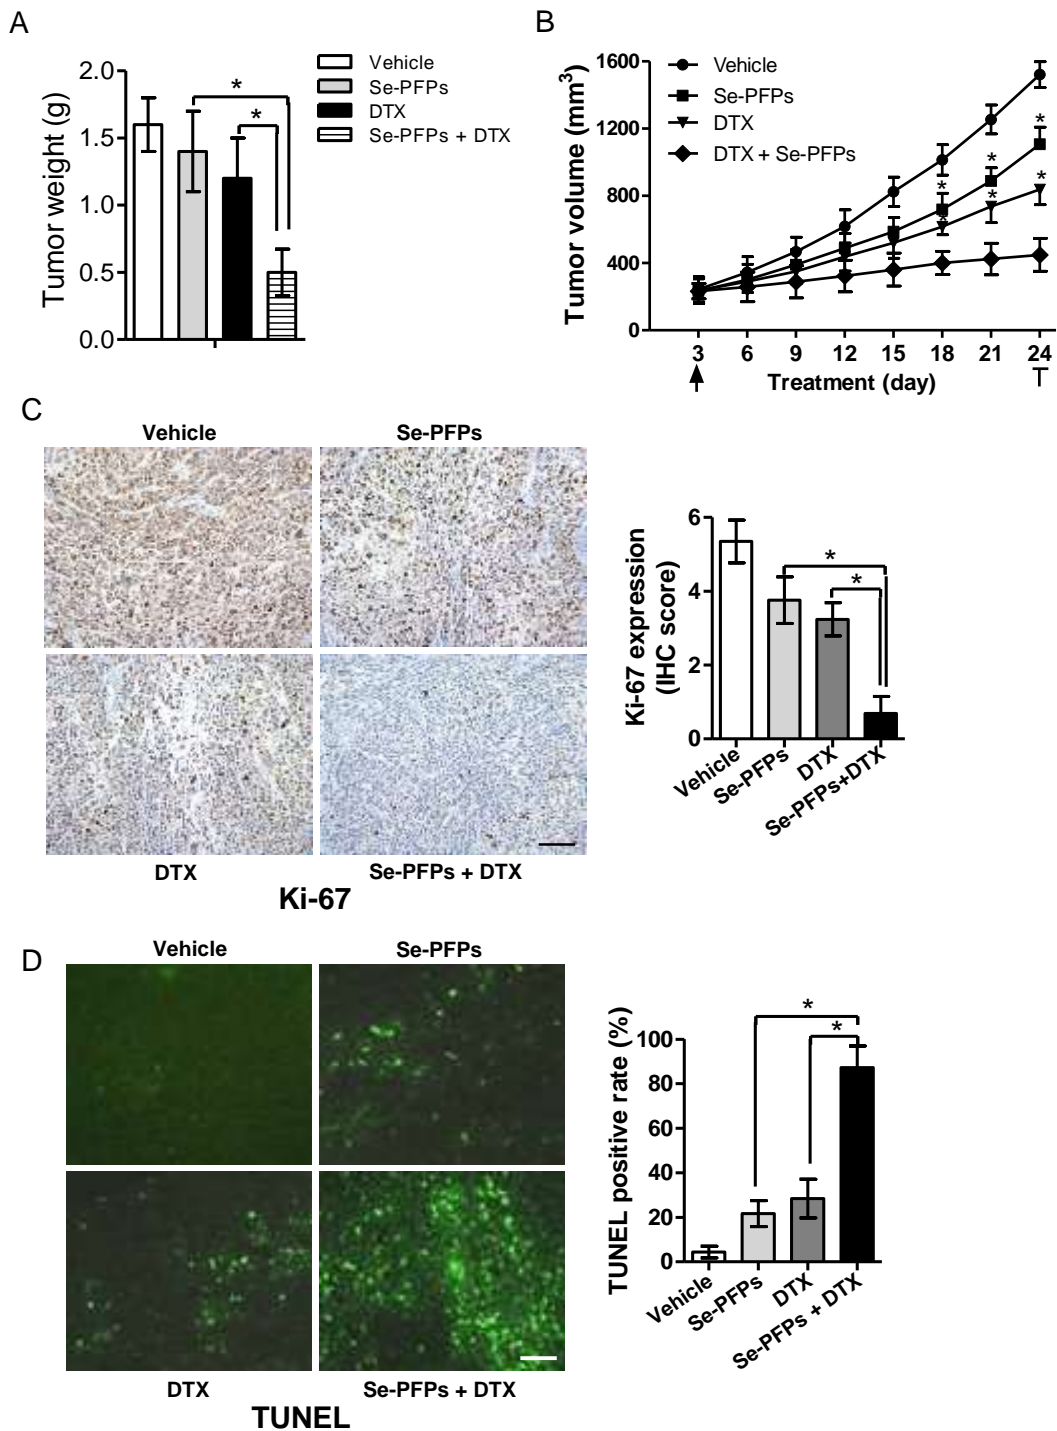 A
Tumor weight (g)
2.0
1.5
1.0
0.5
0.0
*
*
Vehicle
Se-PFPs
DTX
Se-PFPs + DTX
B
Tumor volume (mm³)
1600
1200
800
400
0
Vehicle
Se-PFPs
DTX
DTX + Se-PFPs
* * *
* * *
3 6 9 12 15 18 21 24
Treatment (day)
C
Vehicle
Se-PFPs
DTX
Se-PFPs + DTX
Ki-67
Ki-67 expression
(IHC score)
6
4
2
0
*
*
Vehicle
Se-PFPs
DTX
Se-PFPs+DTX
D
Vehicle
Se-PFPs
DTX
Se-PFPs + DTX
TUNEL
TUNEL positive rate (%)
100
80
60
40
20
0
*
*
Vehicle
Se-PFPs
DTX
Se-PFPs + DTX